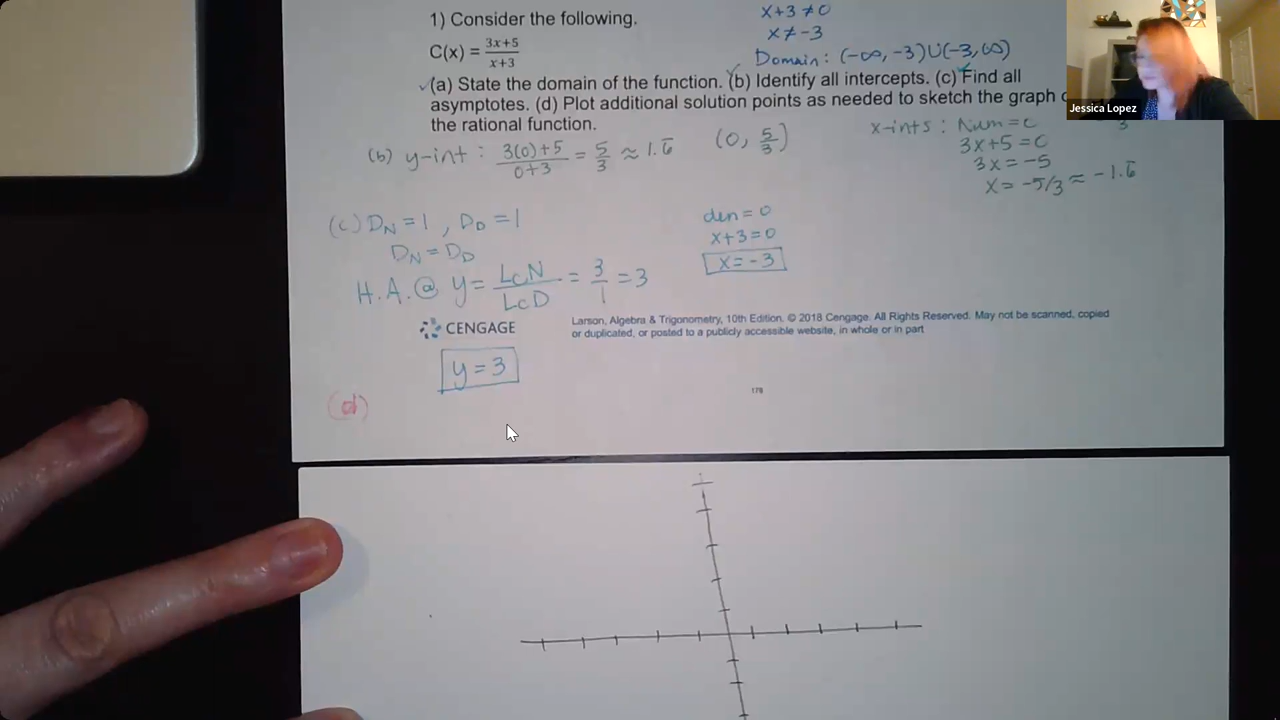 1) Consider the following.
C(x) = 3x+5 / x+3
x+3 ≠ 0
x ≠ -3
Domain: (-∞, -3)∪(-3, ∞)
✓(a) State the domain of the function. ✓(b) Identify all intercepts. (c) ✓Find all
asymptotes. (d) Plot additional solution points as needed to sketch the graph
the rational function.
Jessica Lopez
(b) y-int : 3(0)+5 / 0+3 = 5/3 ≈ 1.6̅
(0, 5/3)
x-ints : Num=0
3x+5=0
3x=-5
x=-5/3 ≈ -1.6̅
(c) D_N = 1 , D_D = 1
D_N = D_D
H.A.@ y = LcN / LcD = 3/1 = 3
den = 0
x+3=0
x=-3
CENGAGE
Larson, Algebra & Trigonometry, 10th Edition. © 2018 Cengage. All Rights Reserved. May not be scanned, copied
or duplicated, or posted to a publicly accessible website, in whole or in part
y = 3
(d)